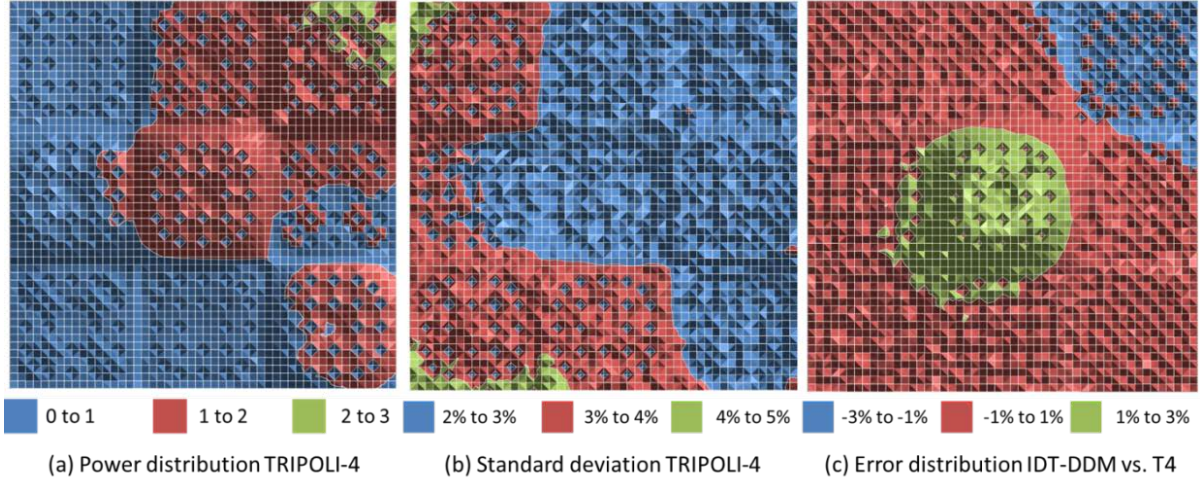 0 to 1 1 to 2 2 to 3 2% to 3% 3% to 4% 4% to 5% -3% to -1% -1% to 1% 1% to 3%
(a) Power distribution TRIPOLI-4 (b) Standard deviation TRIPOLI-4 (c) Error distribution IDT-DDM vs. T4